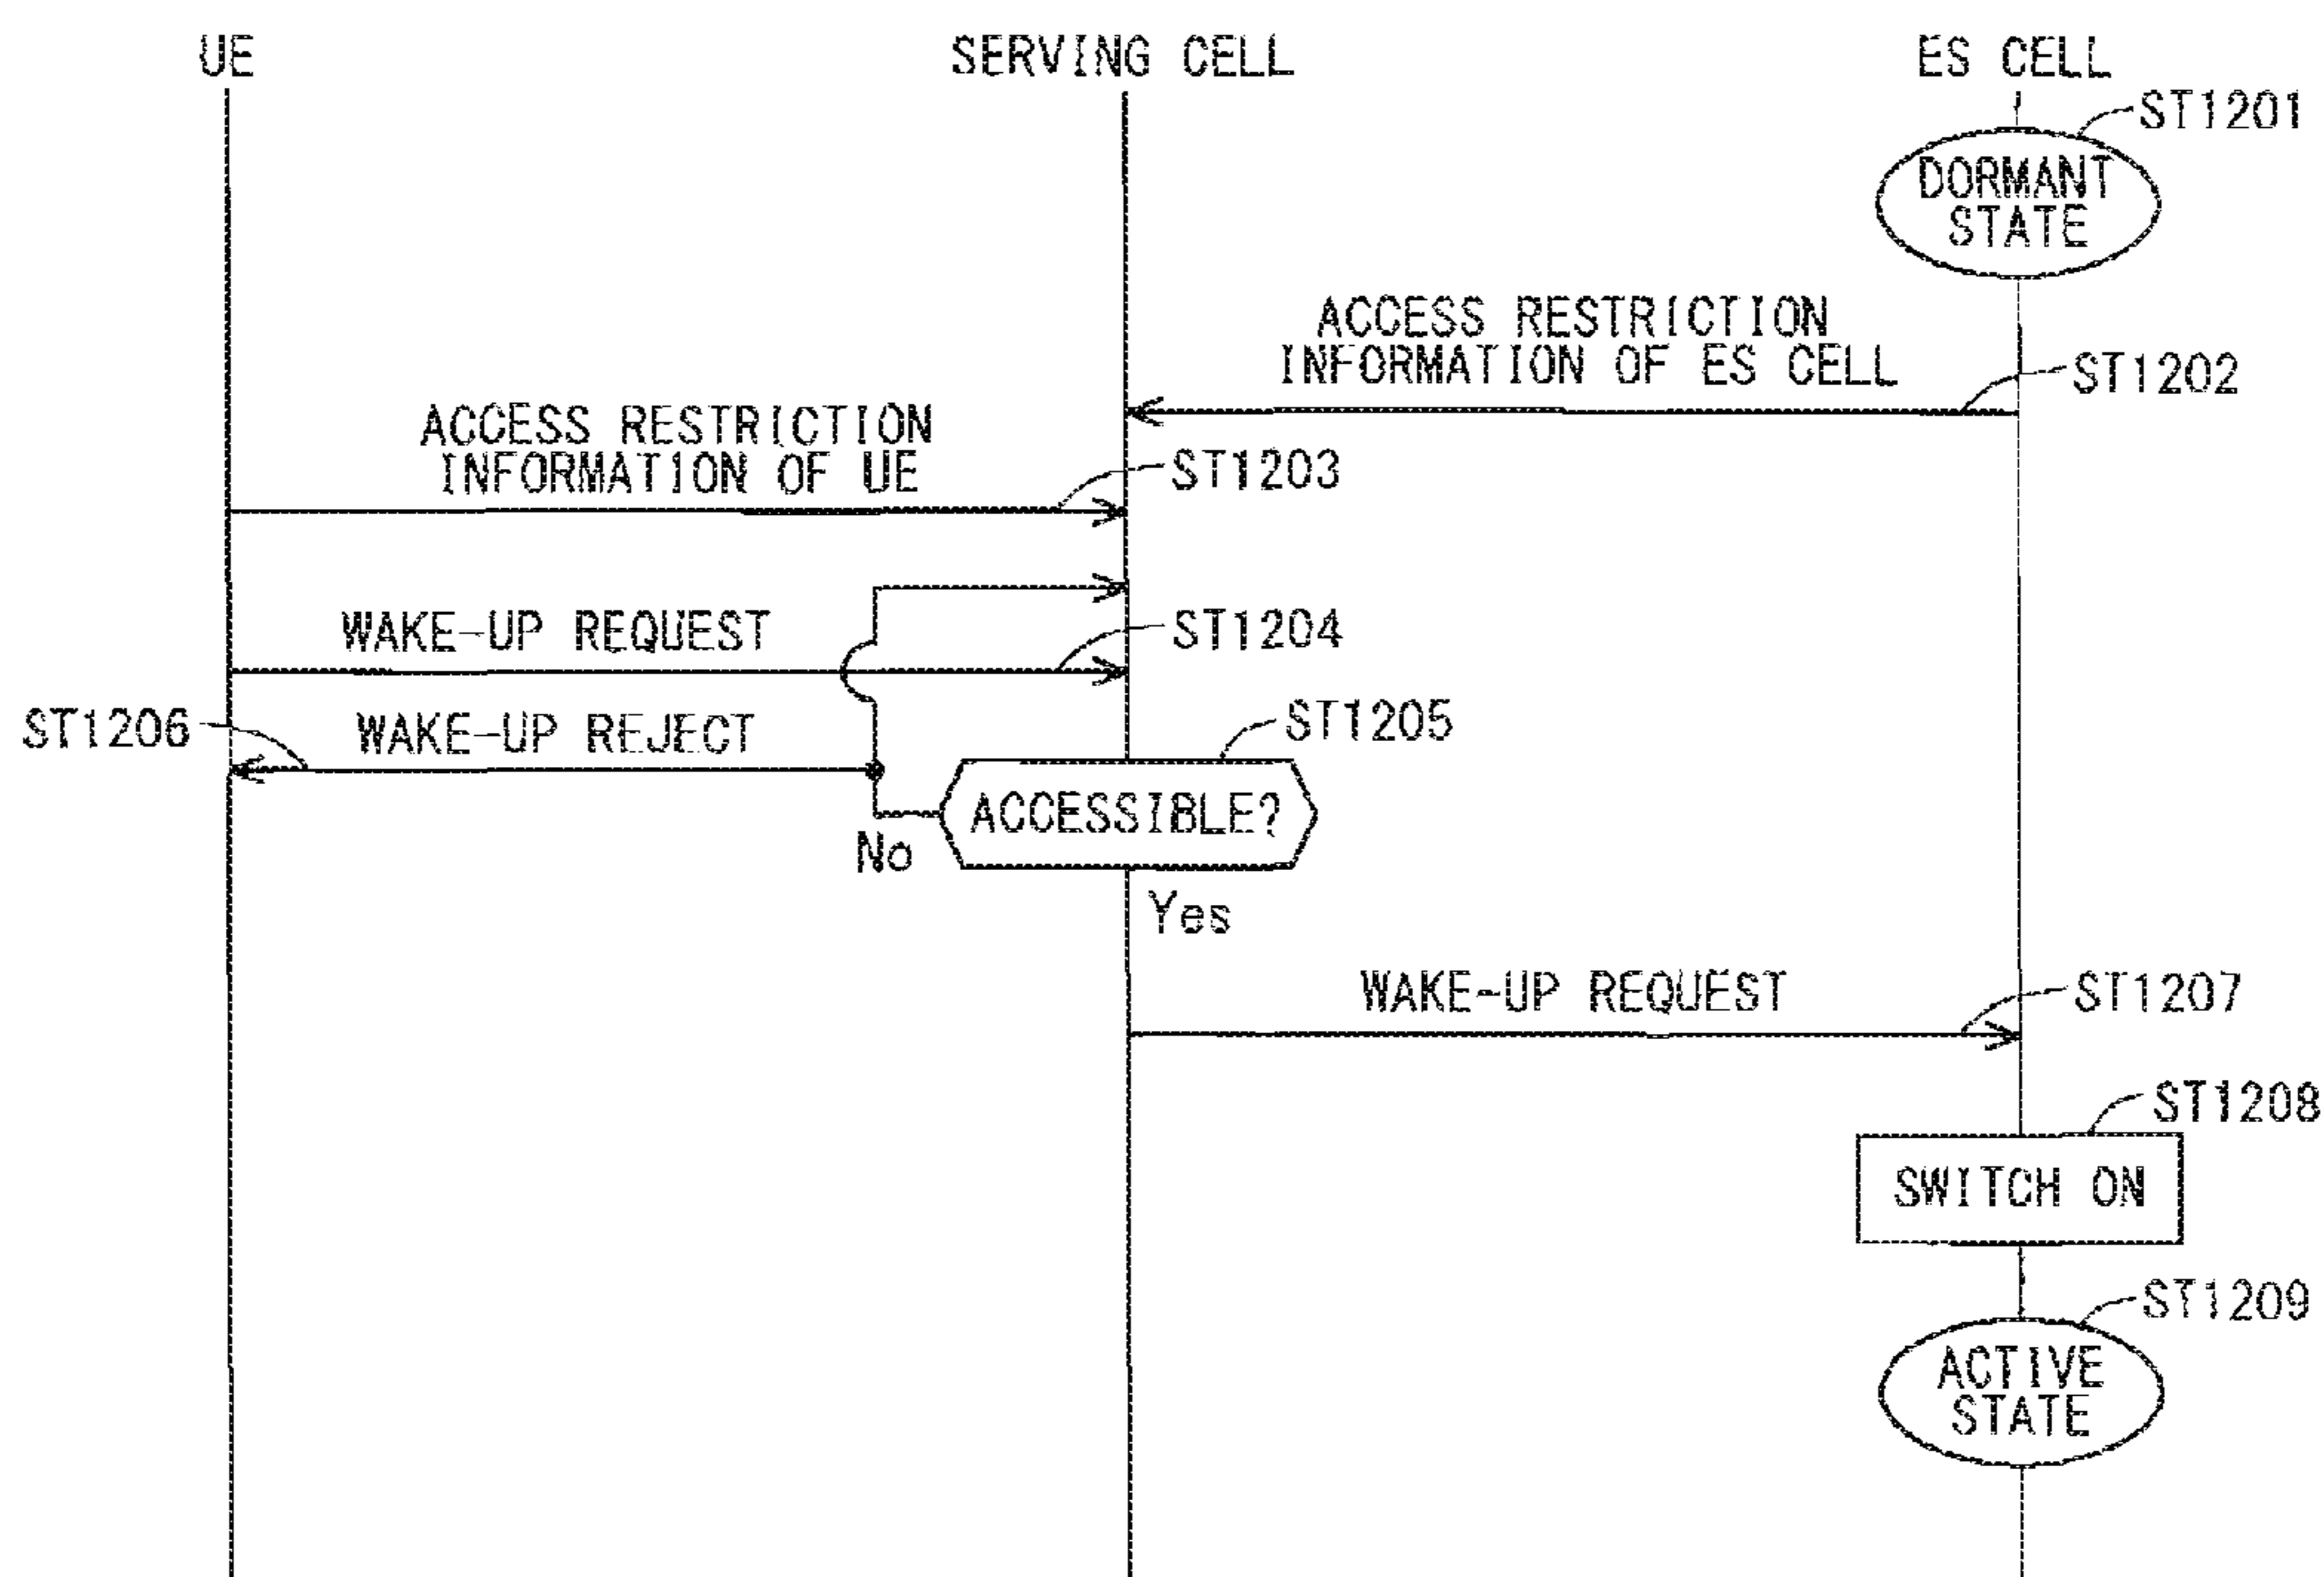 UE
SERVING CELL
ES CELL
ST1201
DORMANT
STATE
ACCESS RESTRICTION
INFORMATION OF ES CELL
ST1202
ACCESS RESTRICTION
INFORMATION OF UE
ST1203
WAKE-UP REQUEST
ST1204
ST1206
WAKE-UP REJECT
ST1205
ACCESSIBLE?
No
Yes
WAKE-UP REQUEST
ST1207
ST1208
SWITCH ON
ST1209
ACTIVE
STATE